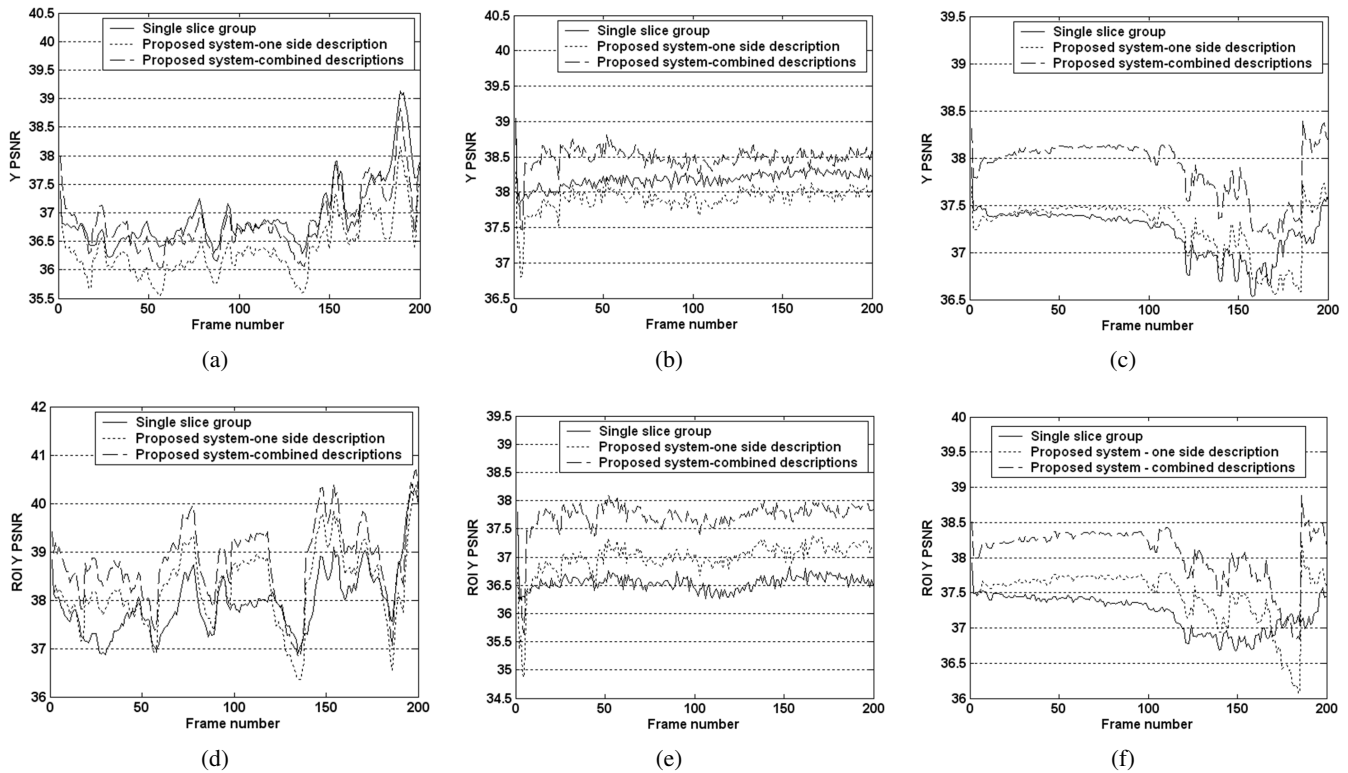 40.5
40
39.5
39
38.5
38
37.5
37
36.5
36
35.5
Y PSNR
Single slice group
Proposed system-one side description
Proposed system-combined descriptions
0 50 100 150 200
Frame number
(a)
40.5
40
39.5
39
38.5
38
37.5
37
36.5
Y PSNR
Single slice group
Proposed system-one side description
Proposed system-combined descriptions
0 50 100 150 200
Frame number
(b)
39.5
39
38.5
38
37.5
37
36.5
Y PSNR
Single slice group
Proposed system-one side description
Proposed system-combined descriptions
0 50 100 150 200
Frame number
(c)
42
41
40
39
38
37
36
ROI Y PSNR
Single slice group
Proposed system-one side description
Proposed system-combined descriptions
0 50 100 150 200
Frame number
(d)
39.5
39
38.5
38
37.5
37
36.5
36
35.5
35
34.5
ROI Y PSNR
Single slice group
Proposed system-one side description
Proposed system-combined descriptions
0 50 100 150 200
Frame number
(e)
40
39.5
39
38.5
38
37.5
37
36.5
36
ROI Y PSNR
Single slice group
Proposed system - one side description
Proposed system - combined descriptions
0 50 100 150 200
Frame number
(f)